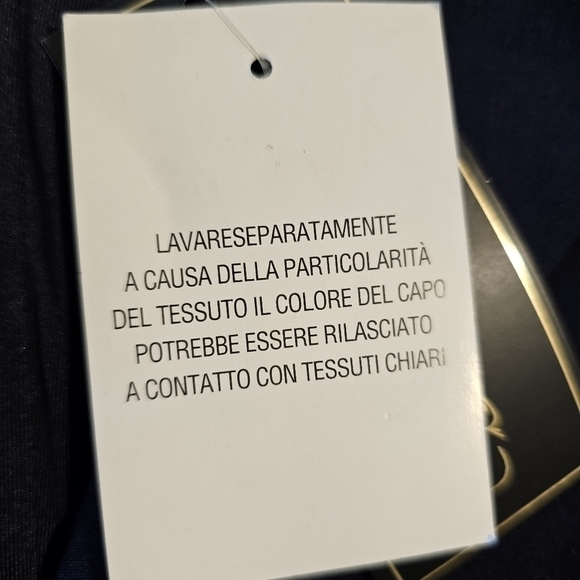 LAVARESEPARATAMENTE
A CAUSA DELLA PARTICOLARITÀ
DEL TESSUTO IL COLORE DEL CAPO
POTREBBE ESSERE RILASCIATO
A CONTATTO CON TESSUTI CHIARI